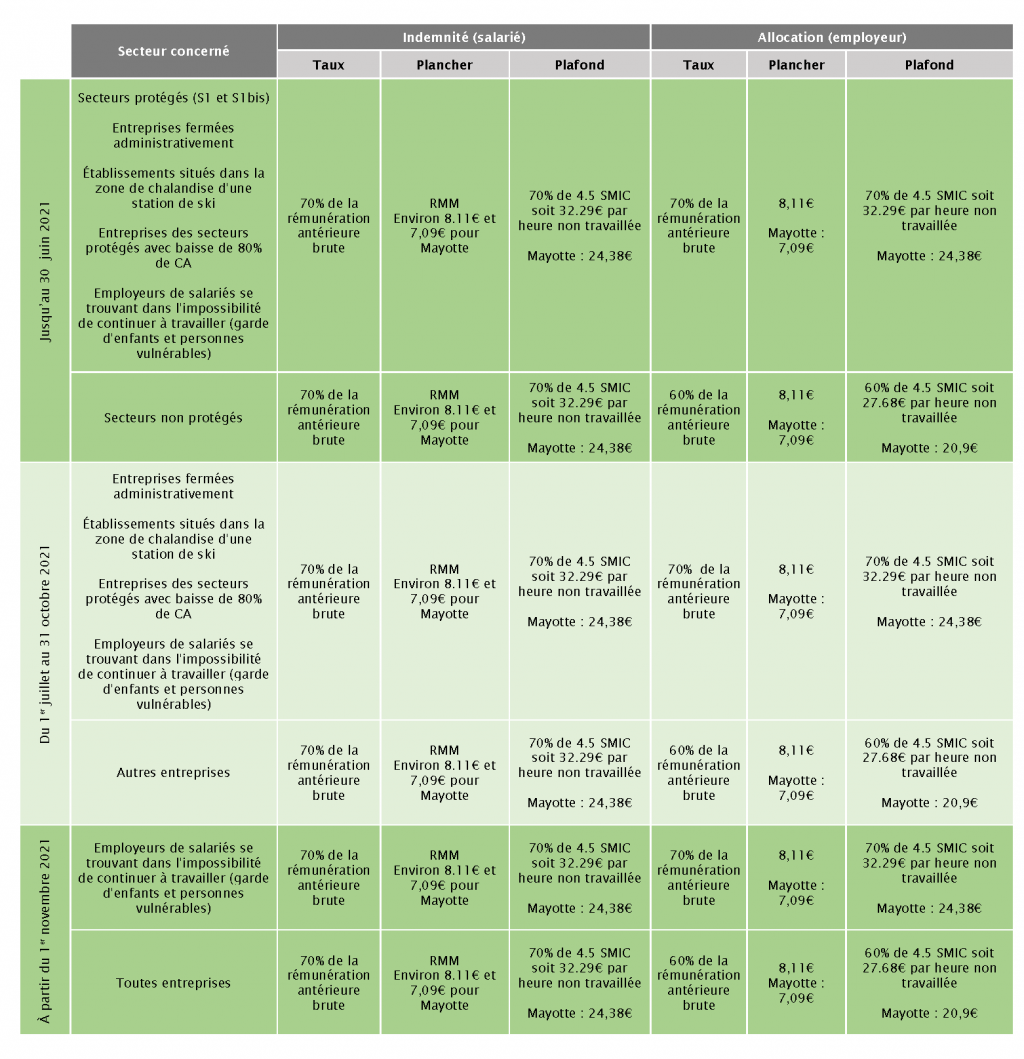 Secteur concerné
Indemnité (salarié)
Allocation (employeur)
Taux
Plancher
Plafond
Taux
Plancher
Plafond
Jusqu'au 30 juin 2021
Secteurs protégés (S1 et S1bis)
Entreprises fermées
administrativement
Établissements situés dans la
zone de chalandise d'une
station de ski
Entreprises des secteurs
protégés avec baisse de 80%
de CA
Employeurs de salariés se
trouvant dans l'impossibilité
de continuer à travailler (garde
d'enfants et personnes
vulnérables)
70% de la
rémunération
antérieure
brute
RMM
Environ 8.11€ et
7,09€ pour
Mayotte
70% de 4.5 SMIC
soit 32.29€ par
heure non travaillée
Mayotte : 24,38€
70% de la
rémunération
antérieure
brute
8,11€
Mayotte :
7,09€
70% de 4.5 SMIC soit
32.29€ par heure non
travaillée
Mayotte : 24,38€
Secteurs non protégés
70% de la
rémunération
antérieure
brute
RMM
Environ 8.11€ et
7,09€ pour
Mayotte
70% de 4.5 SMIC
soit 32.29€ par
heure non travaillée
Mayotte : 24,38€
60% de la
rémunération
antérieure
brute
8,11€
Mayotte :
7,09€
60% de 4.5 SMIC soit
27.68€ par heure non
travaillée
Mayotte : 20,9€
Du 1er juillet au 31 octobre 2021
Entreprises fermées
administrativement
Établissements situés dans la
zone de chalandise d'une
station de ski
Entreprises des secteurs
protégés avec baisse de 80%
de CA
Employeurs de salariés se
trouvant dans l'impossibilité
de continuer à travailler (garde
d'enfants et personnes
vulnérables)
70% de la
rémunération
antérieure
brute
RMM
Environ 8.11€ et
7,09€ pour
Mayotte
70% de 4.5 SMIC
soit 32.29€ par
heure non travaillée
Mayotte : 24,38€
70% de la
rémunération
antérieure
brute
8,11€
Mayotte :
7,09€
70% de 4.5 SMIC soit
32.29€ par heure non
travaillée
Mayotte : 24,38€
Autres entreprises
70% de la
rémunération
antérieure
brute
RMM
Environ 8.11€ et
7,09€ pour
Mayotte
70% de 4.5 SMIC
soit 32.29€ par
heure non travaillée
Mayotte : 24,38€
60% de la
rémunération
antérieure
brute
8,11€
Mayotte :
7,09€
60% de 4.5 SMIC soit
27.68€ par heure non
travaillée
Mayotte : 20,9€
À partir du 1er novembre 2021
Employeurs de salariés se
trouvant dans l'impossibilité
de continuer à travailler (garde
d'enfants et personnes
vulnérables)
70% de la
rémunération
antérieure
brute
RMM
Environ 8.11€ et
7,09€ pour
Mayotte
70% de 4.5 SMIC
soit 32.29€ par
heure non travaillée
Mayotte : 24,38€
70% de la
rémunération
antérieure
brute
8,11€
Mayotte :
7,09€
70% de 4.5 SMIC soit
32.29€ par heure non
travaillée
Mayotte : 24,38€
Toutes entreprises
70% de la
rémunération
antérieure
brute
RMM
Environ 8.11€ et
7,09€ pour
Mayotte
70% de 4.5 SMIC
soit 32.29€ par
heure non travaillée
Mayotte : 24,38€
60% de la
rémunération
antérieure
brute
8,11€
Mayotte :
7,09€
60% de 4.5 SMIC soit
27.68€ par heure non
travaillée
Mayotte : 20,9€